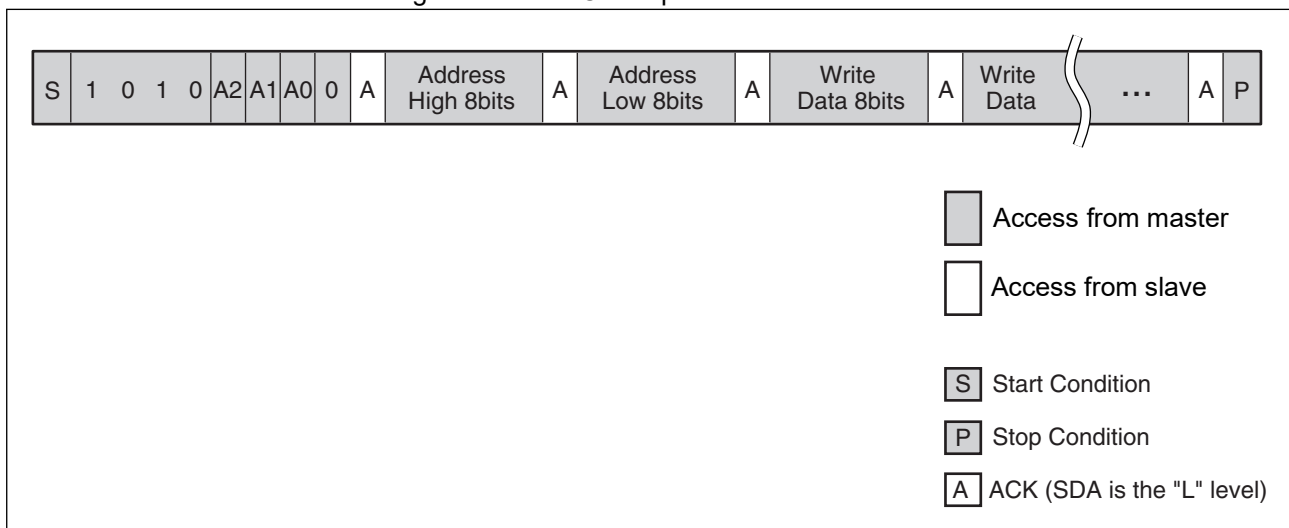 S 1 0 1 0 A2 A1 A0 0 A Address High 8bits A Address Low 8bits A Write Data 8bits A Write Data ... A P
Access from master
Access from slave
S Start Condition
P Stop Condition
A ACK (SDA is the "L" level)